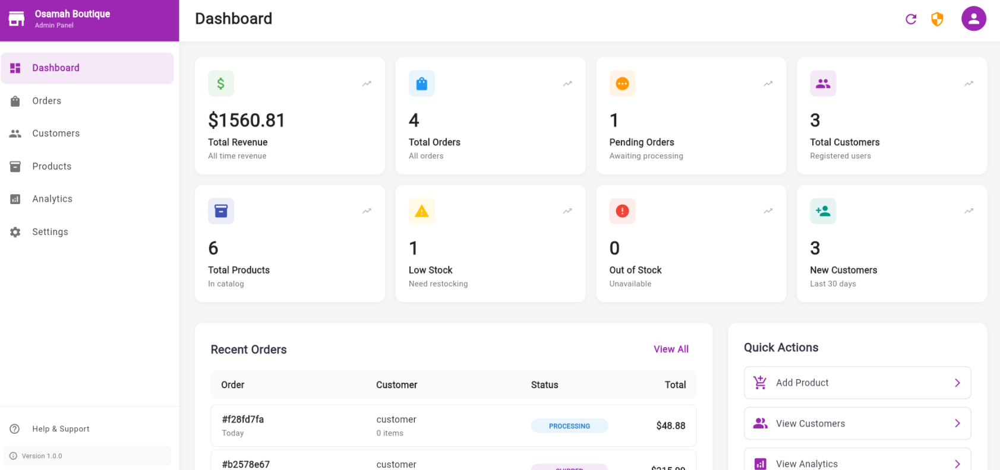 Osamah Boutique
Admin Panel
Dashboard
Dashboard
Orders
Customers
Products
Analytics
Settings
Help & Support
Version 1.0.0
$1560.81
Total Revenue
All time revenue
4
Total Orders
All orders
1
Pending Orders
Awaiting processing
3
Total Customers
Registered users
6
Total Products
In catalog
1
Low Stock
Need restocking
0
Out of Stock
Unavailable
3
New Customers
Last 30 days
Recent Orders
View All
Order Customer Status Total
#f28fd7fa customer PROCESSING $48.88
Today 0 items
#b2578e67 customer
Quick Actions
Add Product
View Customers
View Analytics